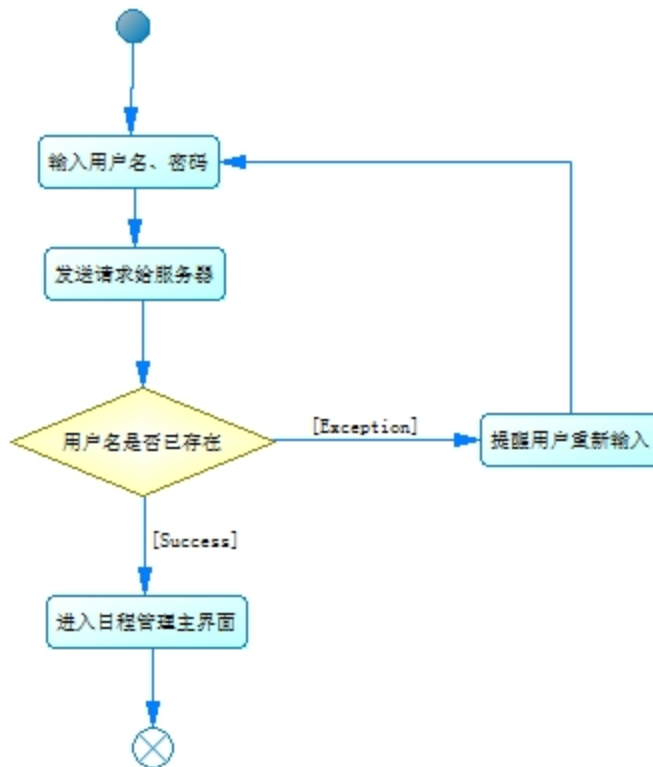 输入用户名、密码
发送请求给服务器
用户名是否已存在
[Exception]
提醒用户重新输入
[Success]
进入日程管理主界面